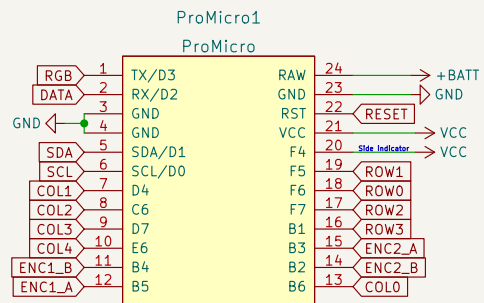 ProMicro1
ProMicro
RGB 1 TX/D3 RAW 24 +BATT
DATA 2 RX/D2 GND 23 GND
3 GND RST 22 RESET
GND 4 GND VCC 21 VCC
SDA 5 SDA/D1 F4 20 Side indicator VCC
SCL 6 SCL/D0 F5 19 ROW1
COL1 7 D4 F6 18 ROW0
COL2 8 C6 F7 17 ROW2
COL3 9 D7 B1 16 ROW3
COL4 10 E6 B3 15 ENC2_A
ENC1_B 11 B4 B2 14 ENC2_B
ENC1_A 12 B5 B6 13 COL0